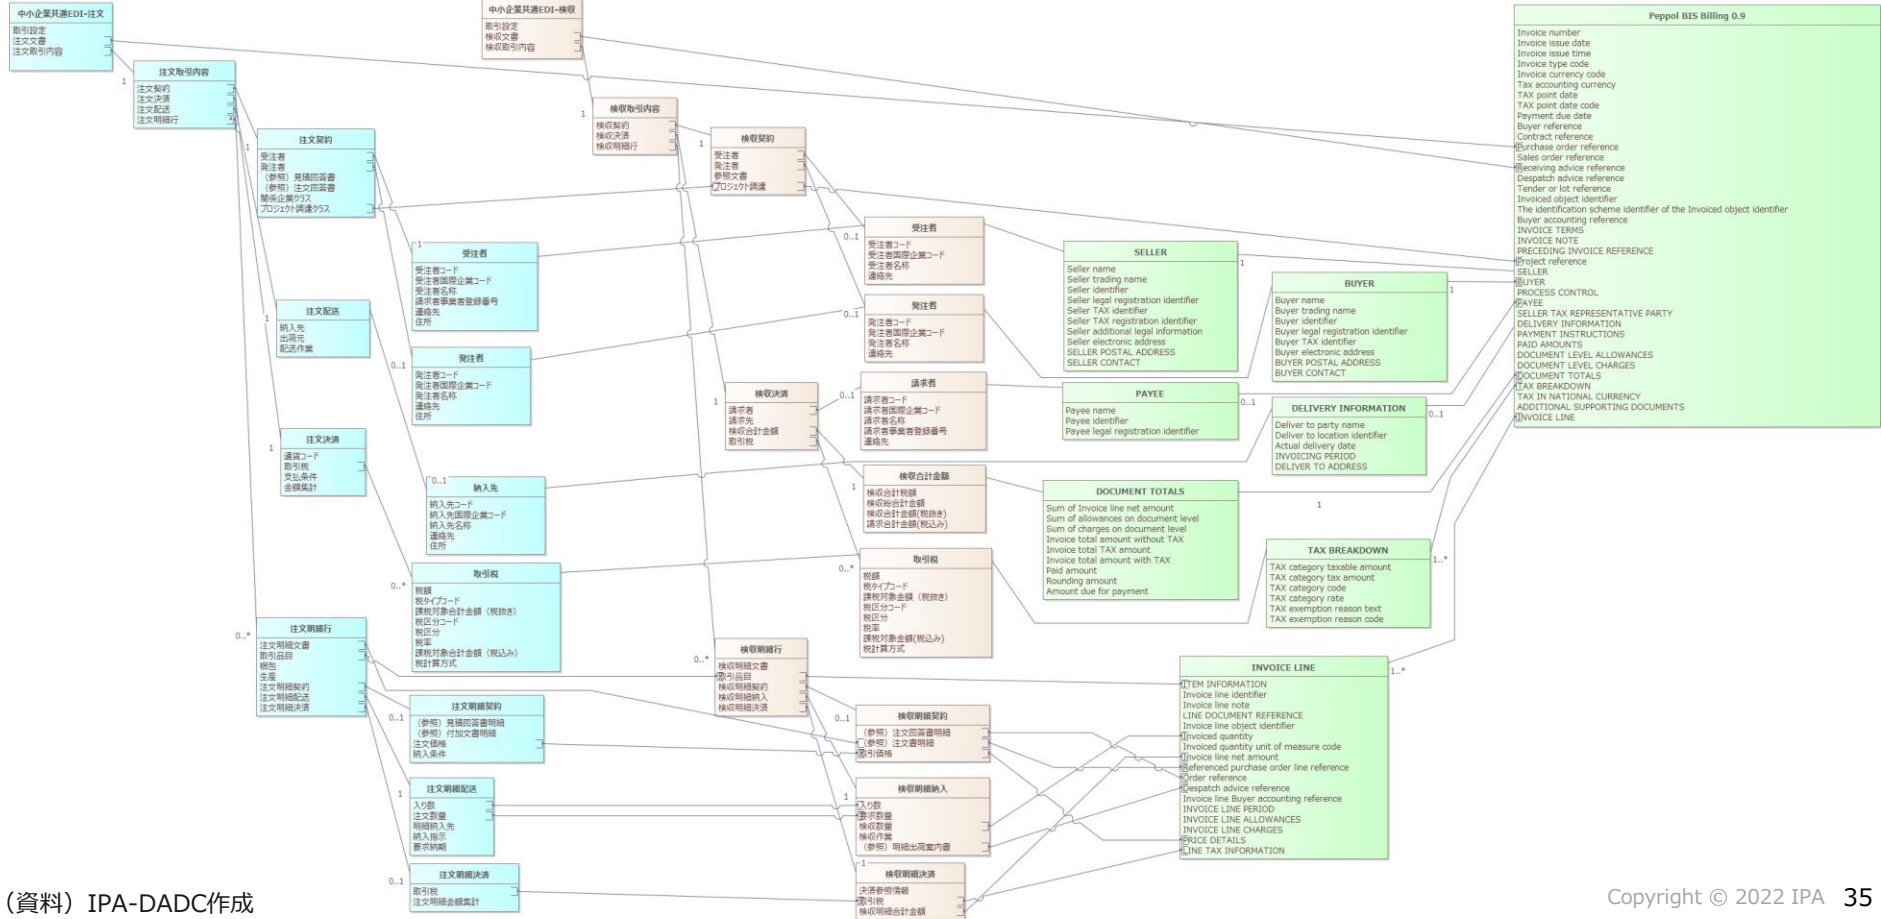 中小企業共通EDI-注文
取引設定
注文文書
注文取引内容
1
注文取引内容
注文契約
注文決済
注文配送
注文明細行
1
注文契約
受注者
発注者
（参照）見積回答書
（参照）注文回答書
関係企業クラス
プロジェクト調達クラス
1
受注者
受注者コード
受注者国際企業コード
受注者名称
請求者事業者登録番号
連絡先
住所
1
注文配送
納入先
出荷元
配送作業
0..1
発注者
発注者コード
発注者国際企業コード
発注者名称
連絡先
住所
1
注文決済
通貨コード
取引税
支払条件
金額集計
0..1
納入先
納入先コード
納入先国際企業コード
納入先名称
連絡先
住所
0..*
取引税
税額
税タイプコード
課税対象合計金額（税抜き）
税区分コード
税区分
税率
課税対象合計金額（税込み）
税計算方式
0..*
注文明細行
注文明細文書
取引品目
梱包
生産
注文明細契約
注文明細配送
注文明細決済
0..1
注文明細契約
（参照）見積回答書明細
（参照）付加文書明細
注文価格
納入条件
1
注文明細配送
入り数
注文数量
明細納入先
納入指示
要求納期
0..1
注文明細決済
取引税
注文明細金額集計
中小企業共通EDI-検収
取引設定
検収文書
検収取引内容
1
検収取引内容
検収契約
検収決済
検収明細行
1
検収契約
受注者
発注者
参照文書
プロジェクト調達
0..1
受注者
受注者コード
受注者国際企業コード
受注者名称
連絡先
0..1
発注者
発注者コード
発注者国際企業コード
発注者名称
連絡先
1
検収決済
請求者
請求先
検収合計金額
取引税
0..1
請求者
請求者コード
請求者国際企業コード
請求者名称
請求者事業者登録番号
連絡先
1
検収合計金額
検収合計税額
検収総合計金額
検収合計金額(税抜き)
請求合計金額(税込み)
0..*
取引税
税額
税タイプコード
課税対象合計金額（税抜き）
税区分コード
税区分
税率
課税対象金額(税込み)
税計算方式
0..*
検収明細行
検収明細文書
取引品目
検収明細契約
検収明細納入
検収明細決済
0..1
検収明細契約
（参照）注文回答書明細
（参照）注文書明細
取引価格
1
検収明細納入
入り数
要求数量
検収数量
検収作業
（参照）明細出荷案内書
1
検収明細決済
決済参照情報
取引税
検収明細合計金額
SELLER
Seller name
Seller trading name
Seller identifier
Seller legal registration identifier
Seller TAX identifier
Seller TAX registration identifier
Seller additional legal information
Seller electronic address
SELLER POSTAL ADDRESS
SELLER CONTACT
1
BUYER
Buyer name
Buyer trading name
Buyer identifier
Buyer legal registration identifier
Buyer TAX identifier
Buyer electronic address
BUYER POSTAL ADDRESS
BUYER CONTACT
1
PAYEE
Payee name
Payee identifier
Payee legal registration identifier
0..1
DELIVERY INFORMATION
Deliver to party name
Deliver to location identifier
Actual delivery date
INVOICING PERIOD
DELIVER TO ADDRESS
0..1
DOCUMENT TOTALS
Sum of Invoice line net amount
Sum of allowances on document level
Sum of charges on document level
Invoice total amount without TAX
Invoice total TAX amount
Invoice total amount with TAX
Paid amount
Rounding amount
Amount due for payment
1
TAX BREAKDOWN
TAX category taxable amount
TAX category tax amount
TAX category code
TAX category rate
TAX exemption reason text
TAX exemption reason code
1..*
INVOICE LINE
ITEM INFORMATION
Invoice line identifier
Invoice line note
LINE DOCUMENT REFERENCE
Invoice line object identifier
Invoiced quantity
Invoiced quantity unit of measure code
Invoice line net amount
Referenced purchase order line reference
Order reference
Despatch advice reference
Invoice line Buyer accounting reference
INVOICE LINE PERIOD
INVOICE LINE ALLOWANCES
INVOICE LINE CHARGES
PRICE DETAILS
LINE TAX INFORMATION
1..*
Peppol BIS Billing 0.9
Invoice number
Invoice issue date
Invoice issue time
Invoice type code
Invoice currency code
Tax accounting currency
TAX point date
TAX point date code
Payment due date
Buyer reference
Contract reference
Purchase order reference
Sales order reference
Receiving advice reference
Despatch advice reference
Tender or lot reference
Invoiced object identifier
The identification scheme identifier of the Invoiced object identifier
Buyer accounting reference
INVOICE TERMS
INVOICE NOTE
PRECEDING INVOICE REFERENCE
Project reference
SELLER
BUYER
PROCESS CONTROL
PAYEE
SELLER TAX REPRESENTATIVE PARTY
DELIVERY INFORMATION
PAYMENT INSTRUCTIONS
PAID AMOUNTS
DOCUMENT LEVEL ALLOWANCES
DOCUMENT LEVEL CHARGES
DOCUMENT TOTALS
TAX BREAKDOWN
TAX IN NATIONAL CURRENCY
ADDITIONAL SUPPORTING DOCUMENTS
INVOICE LINE
（資料）IPA-DADC作成
Copyright © 2022 IPA 35